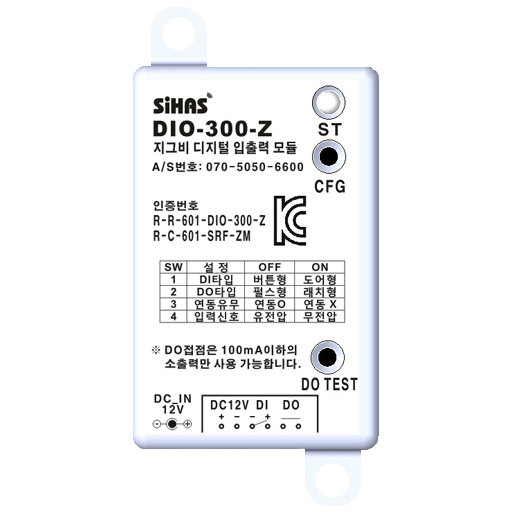 SiHAS
DIO-300-Z
지그비 디지털 입출력 모듈
A/S번호: 070-5050-6600
ST
CFG
인증번호
R-R-601-DIO-300-Z
R-C-601-SRF-ZM
SW 설 정 OFF ON
1 DI타입 버튼형 도어형
2 DO타입 펄스형 래치형
3 연동유무 연동O 연동 X
4 입력신호 유전압 무전압
※ DO접점은 100mA이하의
소출력만 사용 가능합니다.
DO TEST
DC_IN
12V
DC12V DI DO
+ - - +